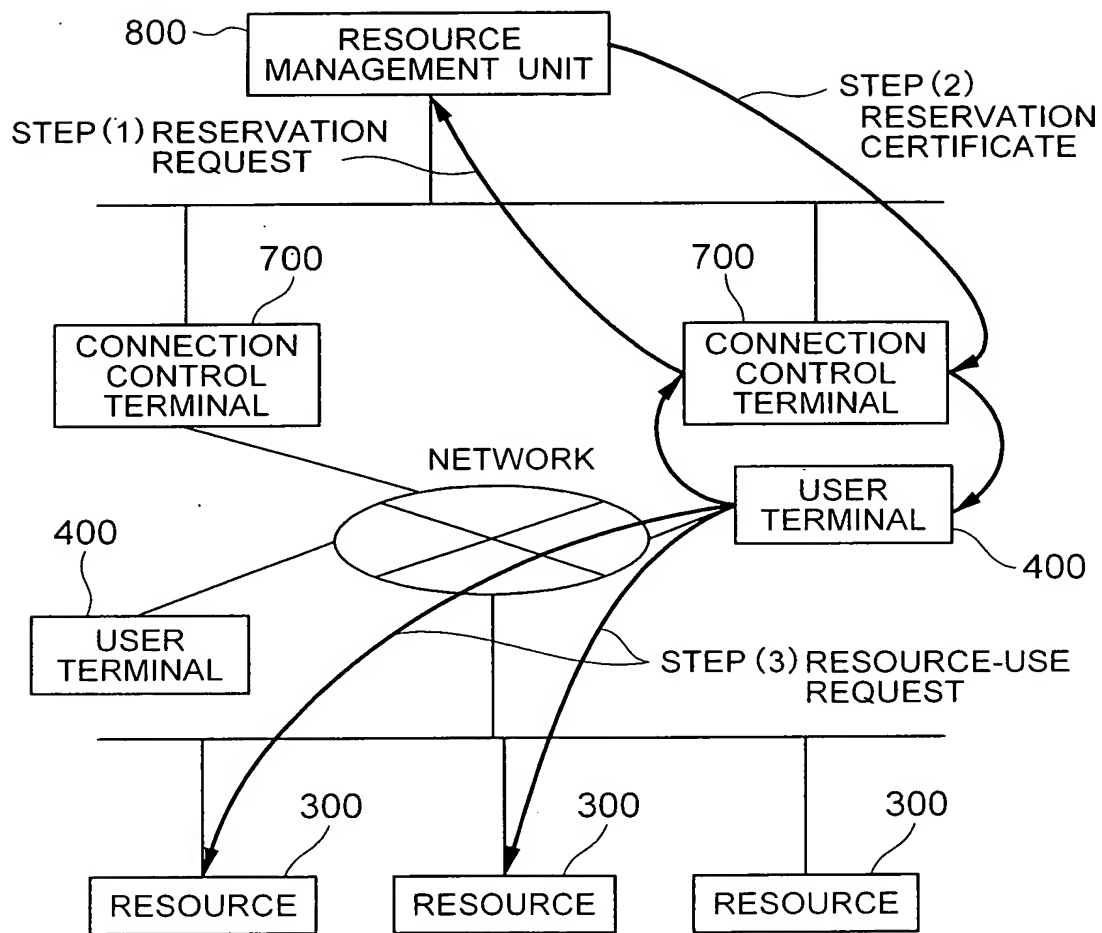 800
RESOURCE
MANAGEMENT UNIT
STEP (2)
RESERVATION
CERTIFICATE
STEP (1) RESERVATION
REQUEST
700
700
CONNECTION
CONTROL
TERMINAL
CONNECTION
CONTROL
TERMINAL
NETWORK
USER
TERMINAL
400
400
USER
TERMINAL
STEP (3) RESOURCE-USE
REQUEST
300
300
300
RESOURCE
RESOURCE
RESOURCE